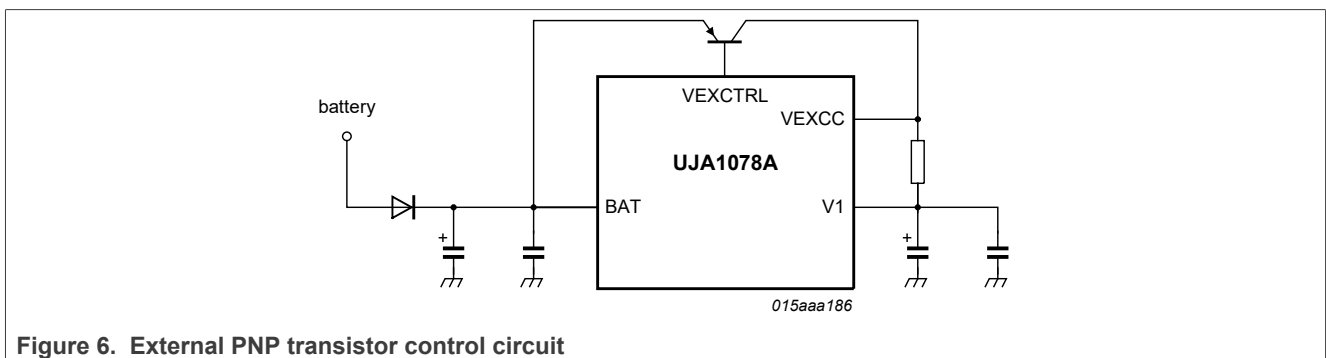 VEXCTRL
battery
VEXCC
UJA1078A
BAT
V1
+
+
015aaa186
Figure 6. External PNP transistor control circuit